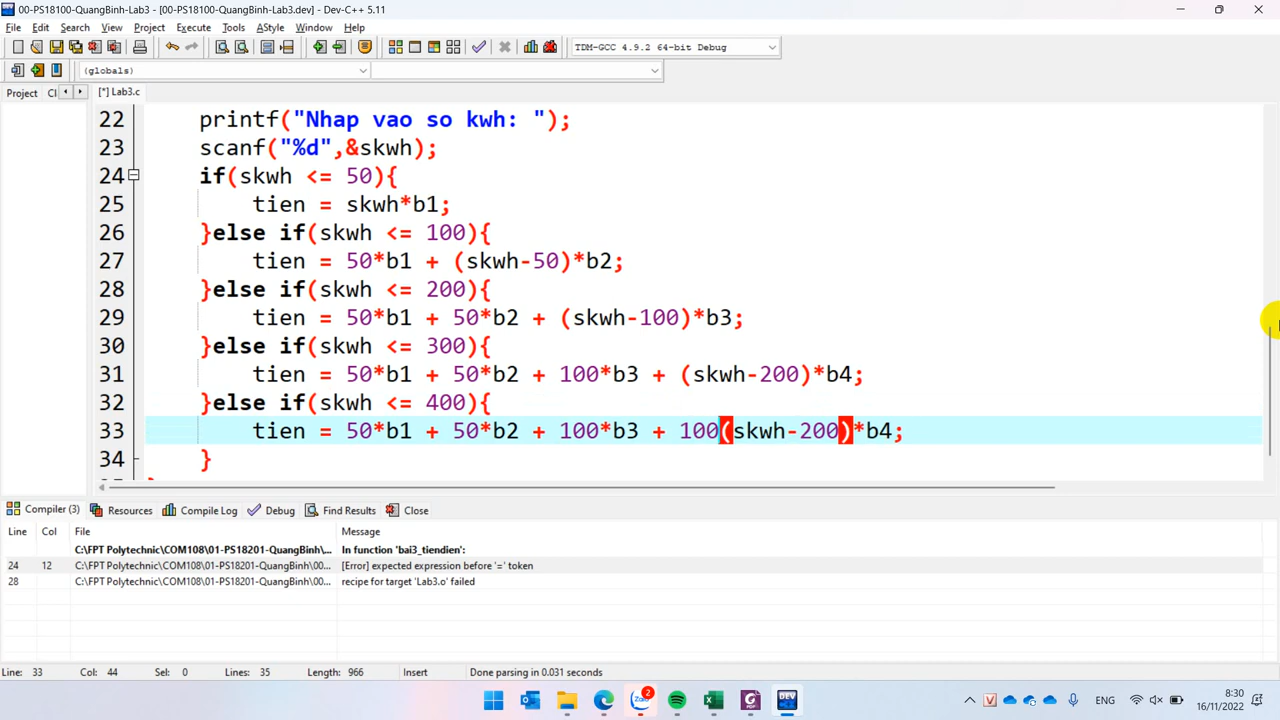 00-PS18100-QuangBinh-Lab3 - [00-PS18100-QuangBinh-Lab3.dev] - Dev-C++ 5.11
File Edit Search View Project Execute Tools AStyle Window Help
TDM-GCC 4.9.2 64-bit Debug
(globals)
Project Cl [*] Lab3.c
22 printf("Nhap vao so kwh: ");
23 scanf("%d",&skwh);
24 if(skwh <= 50){
25 tien = skwh*b1;
26 }else if(skwh <= 100){
27 tien = 50*b1 + (skwh-50)*b2;
28 }else if(skwh <= 200){
29 tien = 50*b1 + 50*b2 + (skwh-100)*b3;
30 }else if(skwh <= 300){
31 tien = 50*b1 + 50*b2 + 100*b3 + (skwh-200)*b4;
32 }else if(skwh <= 400){
33 tien = 50*b1 + 50*b2 + 100*b3 + 100(skwh-200)*b4;
34 }
Compiler (3) Resources Compile Log Debug Find Results Close
Line Col File Message
C:\FPT Polytechnic\COM108\01-PS18201-QuangBinh\... In function 'bai3_tiendien':
24 12 C:\FPT Polytechnic\COM108\01-PS18201-QuangBinh\00... [Error] expected expression before '=' token
28 C:\FPT Polytechnic\COM108\01-PS18201-QuangBinh\00... recipe for target 'Lab3.o' failed
Line: 33 Col: 44 Sel: 0 Lines: 35 Length: 966 Insert Done parsing in 0.031 seconds
Zalo 2 DEV ENG 8:30
16/11/2022